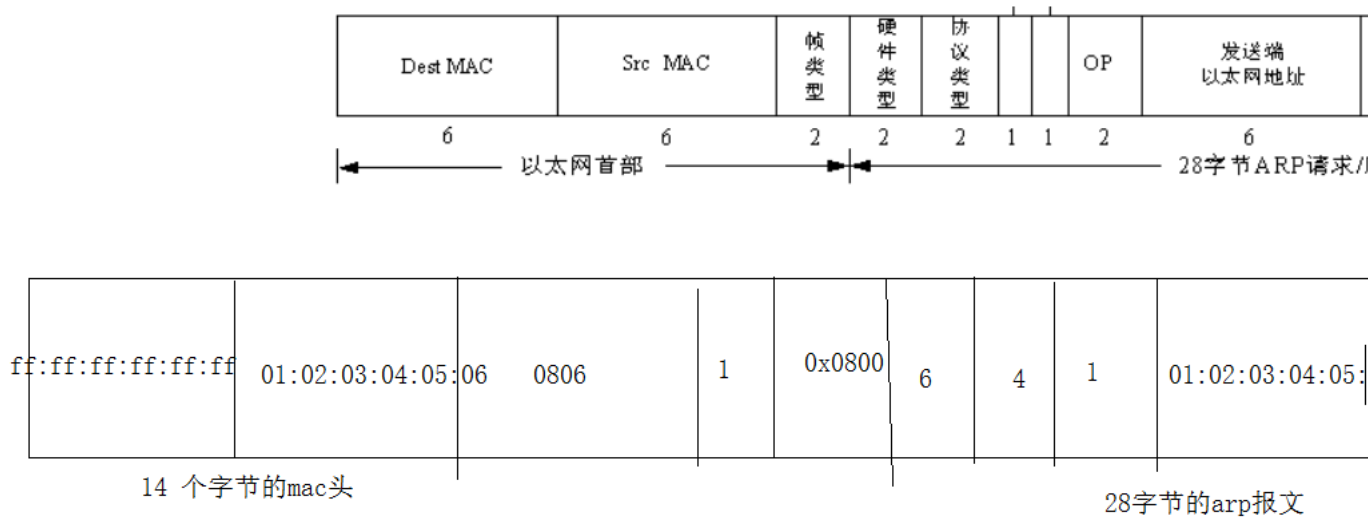 Dest MAC
Src MAC
帧类型
硬件类型
协议类型
OP
发送端
以太网地址
6
6
2
2
2
1
1
2
6
以太网首部
28字节ARP请求/
ff:ff:ff:ff:ff:ff
01:02:03:04:05:06
0806
1
0x0800
6
4
1
01:02:03:04:05:
14 个字节的mac头
28字节的arp报文